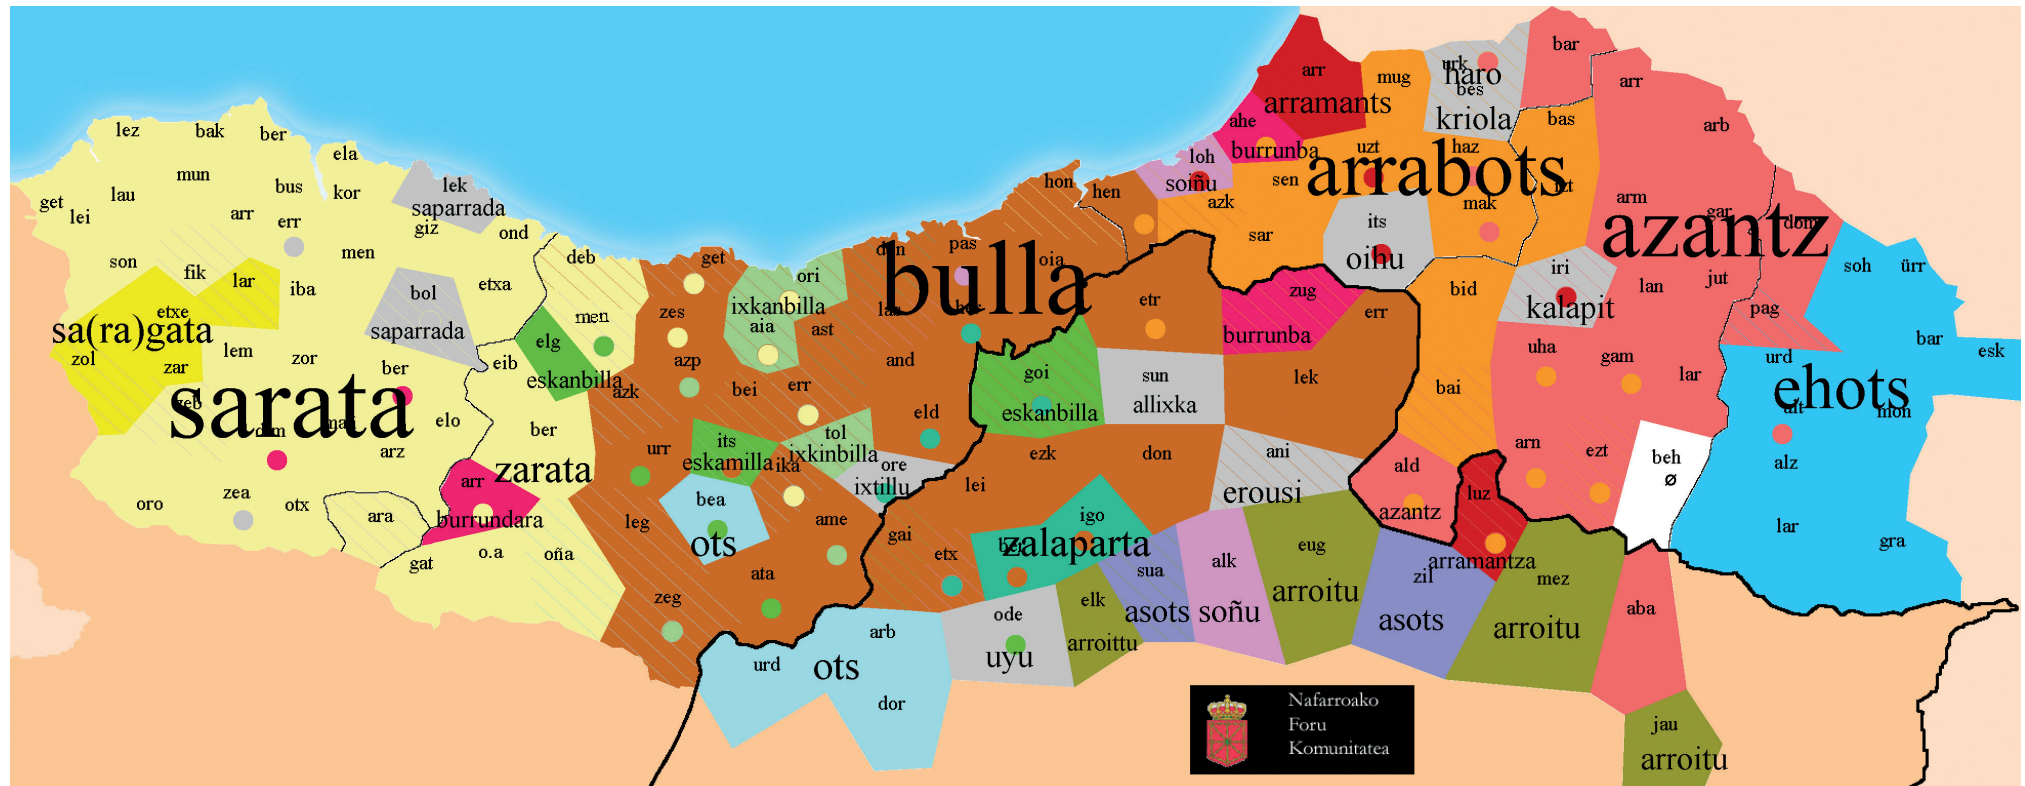 lez
bak
ber
ela
mun
bus
kor
lek
saparrada
giz
ond
get
lei
lau
arr
err
men
son
fik
lar
iba
etxa
bol
saparrada
etxe
sa(ra)gata
zol
zar
lem
zor
ber
sarata
elo
arz
zea
oro
otx
ara
deb
men
elg
eskanbilla
eib
ber
zarata
arr
burrundara
gat
o.a
oña
get
zes
azp
azk
bei
err
ori
ixkanbilla
aia
ast
and
urr
its
eskamilla
ika
tol
ixkinbilla
ore
ixtillu
eld
bea
ots
leg
ame
ata
zeg
pas
oia
hon
hen
bulla
etr
goi
eskanbilla
sun
allixka
zug
burrunba
err
lek
ezk
don
lei
ani
erousi
gai
etx
igo
zalaparta
ode
uyu
elk
arroittu
sua
asots
alk
soñu
eug
arroitu
zil
asots
mez
arroitu
aba
jau
arroitu
arb
urd
ots
dor
arr
arramants
ahe
burrunba
loh
soiñu
mug
urk
haro
bes
kriola
bar
bas
uzt
haz
arrabots
sen
azk
sar
its
oihu
mak
izt
arr
arb
arm
gar
azantz
iri
kalapit
lan
jut
pag
bid
bai
uha
gam
lar
arn
ezt
ald
azantz
luz
arramantza
beh
ø
soh
ürr
bar
esk
urd
ehots
alt
mon
alz
lar
gra
Nafarroako
Foru
Komunitatea